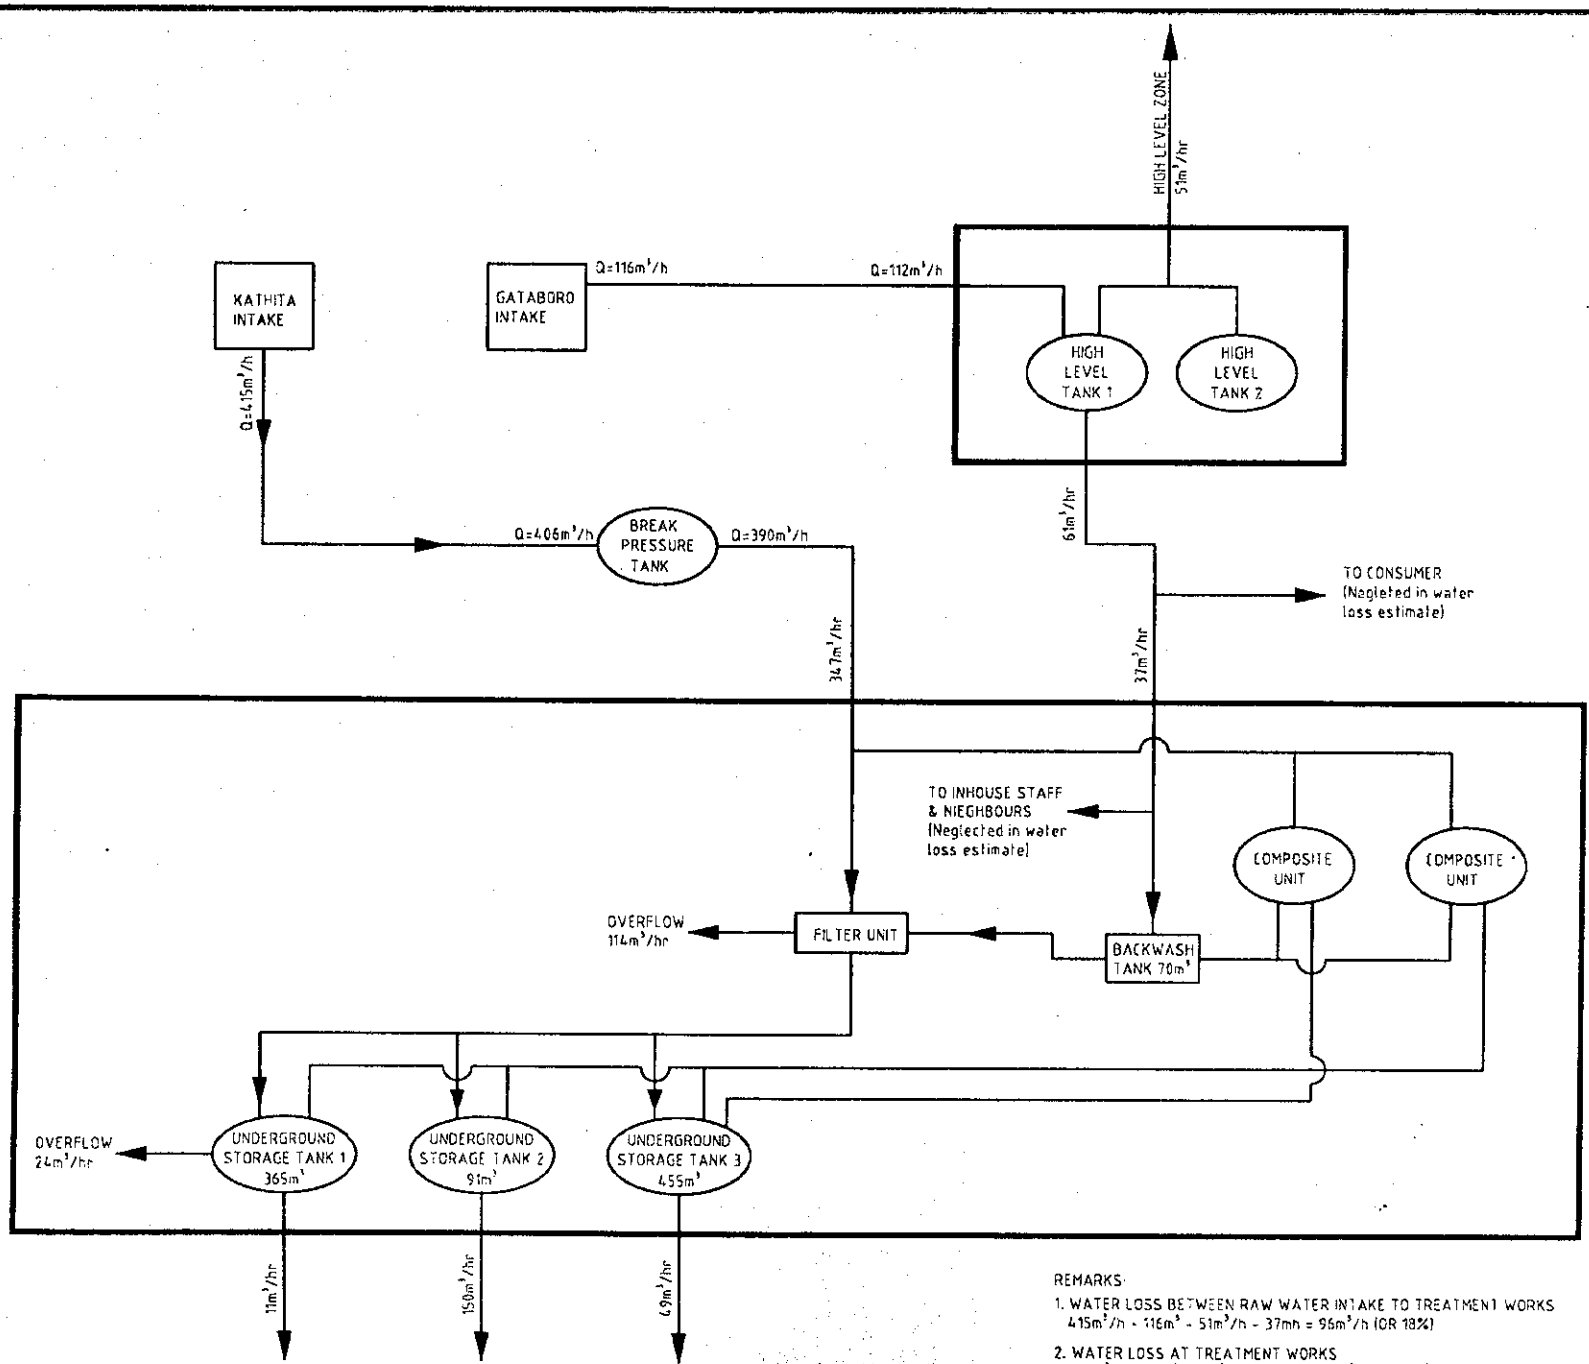 HIGH LEVEL ZONE
51m³/hr
KATHITA
INTAKE
GATABORO
INTAKE
Q=116m³/h
Q=112m³/h
HIGH
LEVEL
TANK 1
HIGH
LEVEL
TANK 2
Q=415m³/h
Q=406m³/h
BREAK
PRESSURE
TANK
Q=390m³/h
61m³/hr
TO CONSUMER
(Negleted in water
loss estimate)
347m³/hr
37m³/hr
TO INHOUSE STAFF
& NIEGHBOURS
(Neglected in water
loss estimate)
COMPOSITE
UNIT
COMPOSITE
UNIT
OVERFLOW
114m³/hr
FILTER UNIT
BACKWASH
TANK 70m³
OVERFLOW
24m³/hr
UNDERGROUND
STORAGE TANK 1
365m³
UNDERGROUND
STORAGE TANK 2
91m³
UNDERGROUND
STORAGE TANK 3
455m³
11m³/hr
150m³/hr
49m³/hr
REMARKS
1. WATER LOSS BETWEEN RAW WATER INTAKE TO TREATMENT WORKS
415m³/h - 116m³ - 51m³/h - 37mh = 96m³/h (OR 18%)
2. WATER LOSS AT TREATMENT WORKS